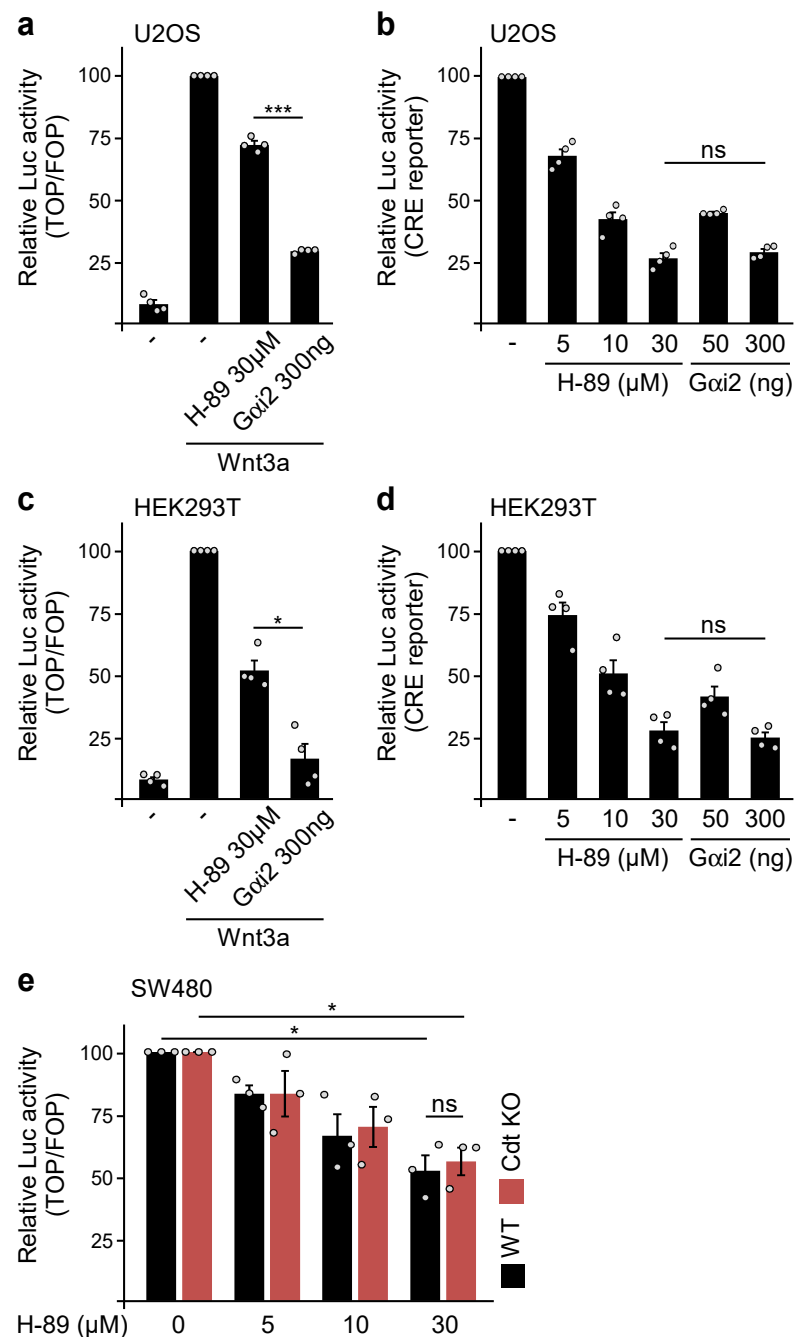 a
U2OS
Relative Luc activity
(TOP/FOP)
100
75
50
25
***
-
-
H-89 30μM
Gαi2 300ng
Wnt3a
b
U2OS
Relative Luc activity
(CRE reporter)
100
75
50
25
ns
- 5 10 30 50 300
H-89 (μM) Gαi2 (ng)
c
HEK293T
Relative Luc activity
(TOP/FOP)
100
75
50
25
*
-
-
H-89 30μM
Gαi2 300ng
Wnt3a
d
HEK293T
Relative Luc activity
(CRE reporter)
100
75
50
25
ns
- 5 10 30 50 300
H-89 (μM) Gαi2 (ng)
e
SW480
Relative Luc activity
(TOP/FOP)
100
75
50
25
*
*
ns
H-89 (μM) 0 5 10 30
WT
Cdt KO